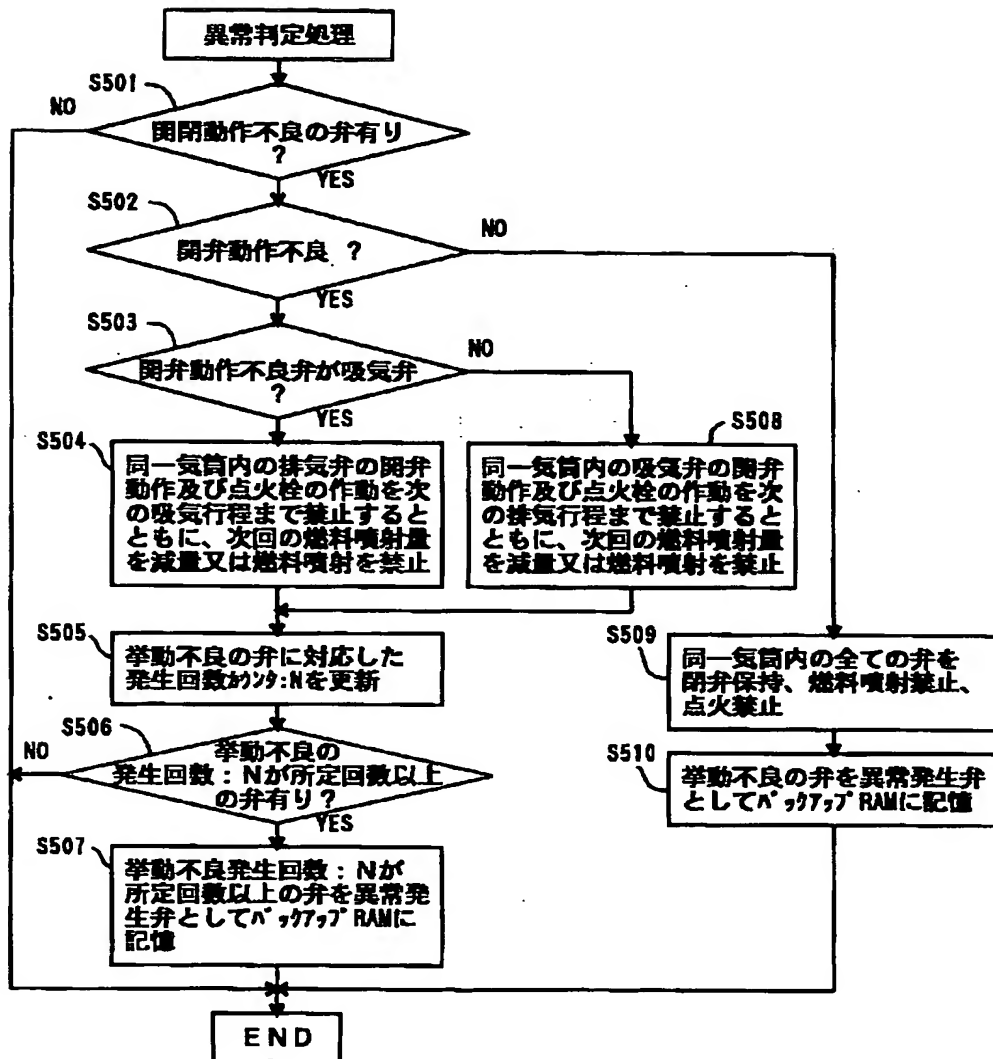 異常判定処理
S501
NO
開閉動作不良の弁有り
?
YES
S502
NO
開弁動作不良 ?
YES
S503
NO
開弁動作不良弁が吸気弁
?
YES
S504
同一気筒内の排気弁の開弁
動作及び点火栓の作動を次
の吸気行程まで禁止すると
ともに、次回の燃料噴射量
を減量又は燃料噴射を禁止
S508
同一気筒内の吸気弁の開弁
動作及び点火栓の作動を次
の排気行程まで禁止すると
ともに、次回の燃料噴射量
を減量又は燃料噴射を禁止
S505
挙動不良の弁に対応した
発生回数ｶｳﾝﾀ:Nを更新
S509
同一気筒内の全ての弁を
閉弁保持、燃料噴射禁止、
点火禁止
S506
NO
挙動不良の
発生回数：Nが所定回数以上
の弁有り?
YES
S510
挙動不良の弁を異常発生弁
としてﾊﾞｯｸｱｯﾌﾟRAMに記憶
S507
挙動不良発生回数：Nが
所定回数以上の弁を異常発
生弁としてﾊﾞｯｸｱｯﾌﾟRAMに
記憶
END